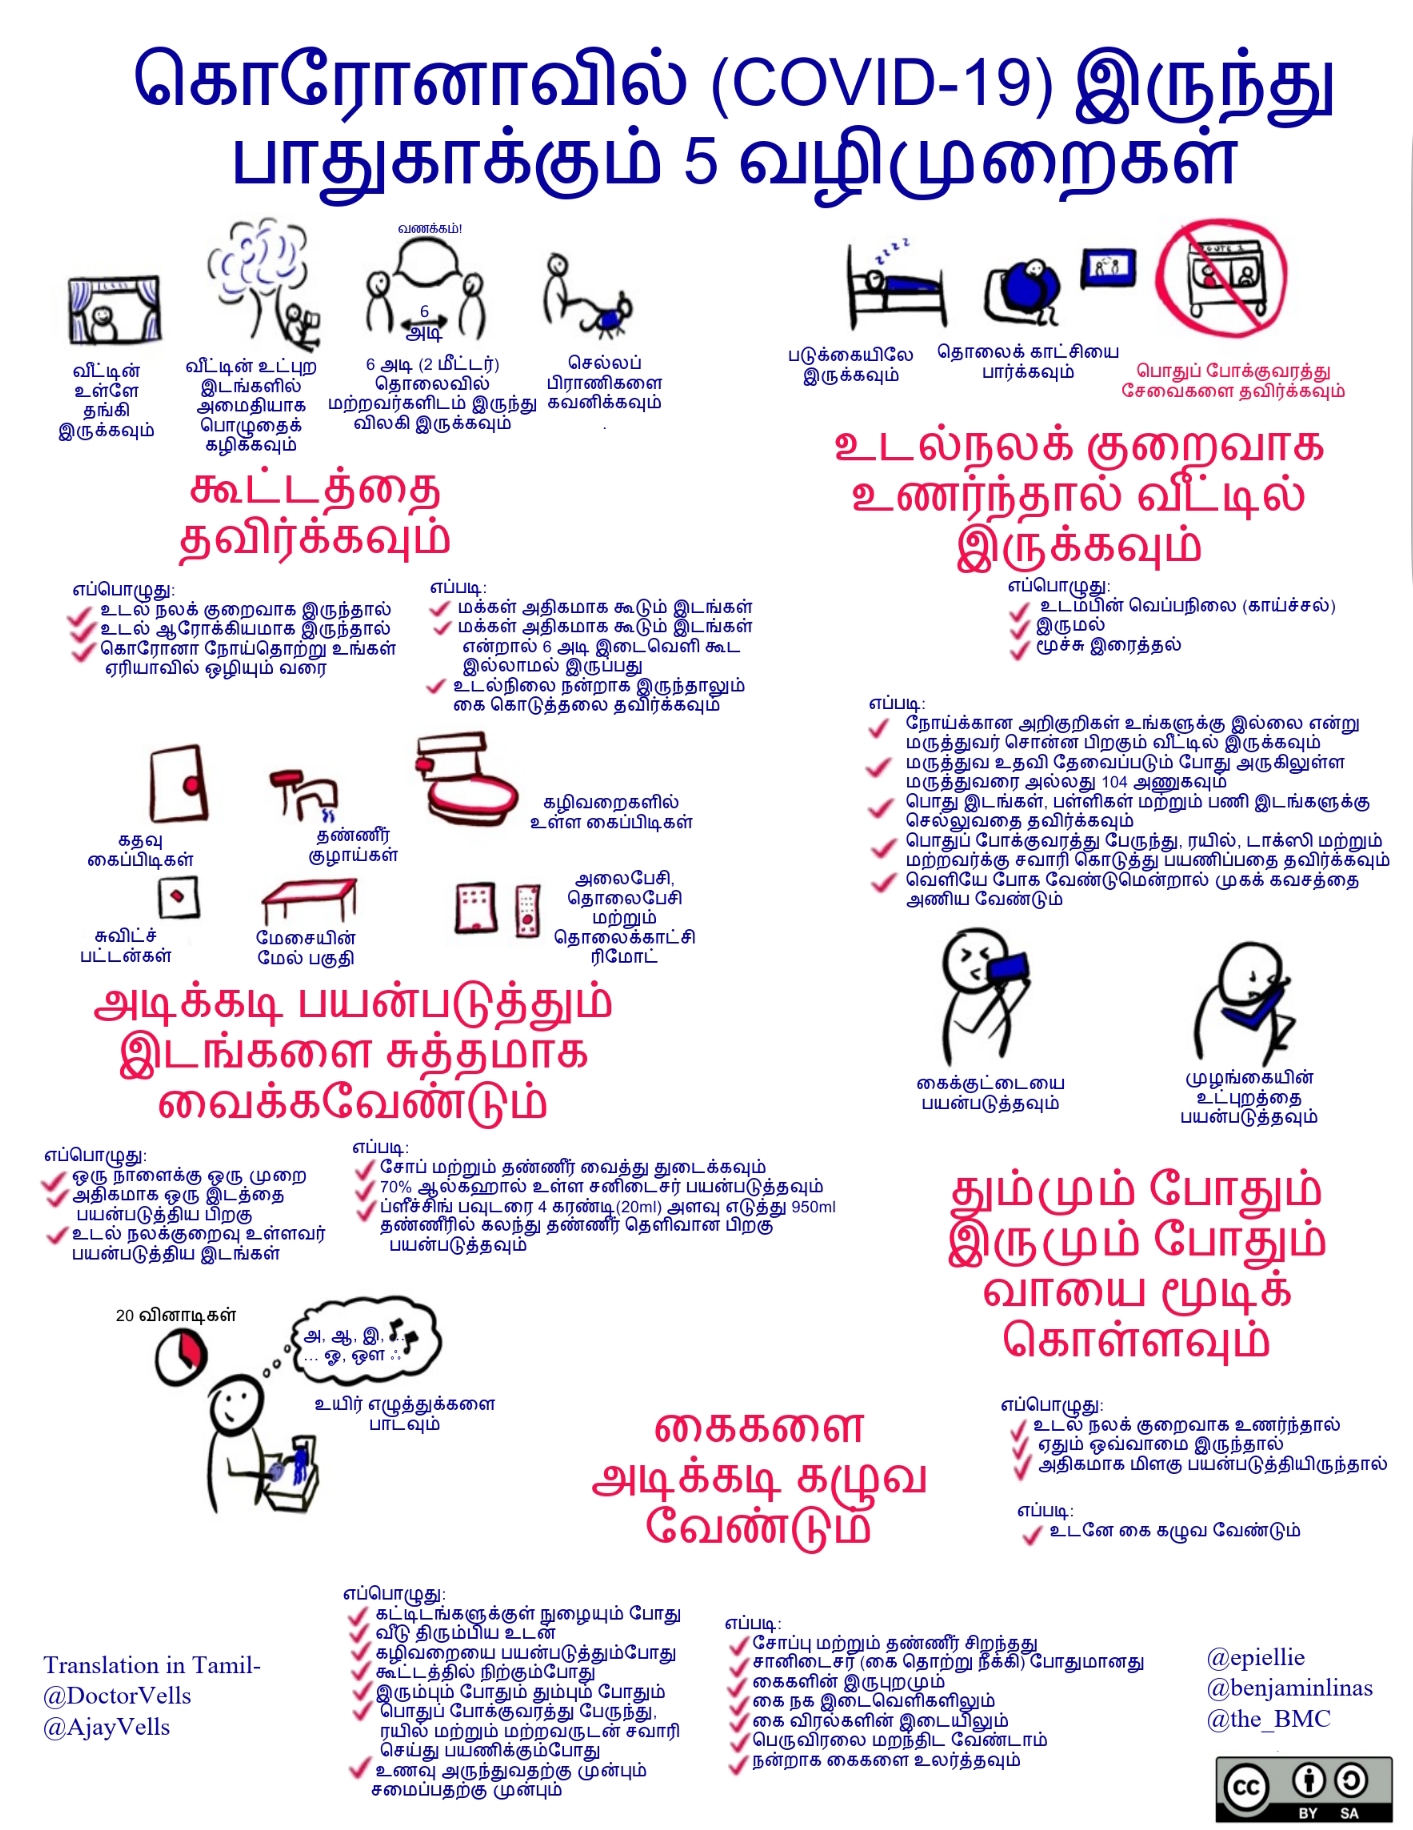 கொரோனாவில் (COVID-19) இருந்து
பாதுகாக்கும் 5 வழிமுறைகள்
வீட்டின்
உள்ளே
தங்கி
இருக்கவும்
வீட்டின் உட்புற
இடங்களில்
அமைதியாக
பொழுதைக்
கழிக்கவும்
வணக்கம்!
6
அடி
6 அடி (2 மீட்டர்)
தொலைவில்
மற்றவர்களிடம் இருந்து
விலகி இருக்கவும்
செல்லப்
பிராணிகளை
கவனிக்கவும்
.
கூட்டத்தை
தவிர்க்கவும்
எப்பொழுது:
உடல் நலக் குறைவாக இருந்தால்
உடல் ஆரோக்கியமாக இருந்தால்
கொரோனா நோய்தொற்று உங்கள்
ஏரியாவில் ஒழியும் வரை
எப்படி:
மக்கள் அதிகமாக கூடும் இடங்கள்
மக்கள் அதிகமாக கூடும் இடங்கள்
என்றால் 6 அடி இடைவெளி கூட
இல்லாமல் இருப்பது
உடல்நிலை நன்றாக இருந்தாலும்
கை கொடுத்தலை தவிர்க்கவும்
zzzz
படுக்கையிலே
இருக்கவும்
தொலைக் காட்சியை
பார்க்கவும்
ROUTE 1
பொதுப் போக்குவரத்து
சேவைகளை தவிர்க்கவும்
உடல்நலக் குறைவாக
உணர்ந்தால் வீட்டில்
இருக்கவும்
எப்பொழுது:
உடம்பின் வெப்பநிலை (காய்ச்சல்)
இருமல்
மூச்சு இரைத்தல்
எப்படி:
நோய்க்கான அறிகுறிகள் உங்களுக்கு இல்லை என்று
மருத்துவர் சொன்ன பிறகும் வீட்டில் இருக்கவும்
மருத்துவ உதவி தேவைப்படும் போது அருகிலுள்ள
மருத்துவரை அல்லது 104 அணுகவும்
பொது இடங்கள், பள்ளிகள் மற்றும் பணி இடங்களுக்கு
செல்லுவதை தவிர்க்கவும்
பொதுப் போக்குவரத்து பேருந்து, ரயில், டாக்ஸி மற்றும்
மற்றவர்க்கு சவாரி கொடுத்து பயணிப்பதை தவிர்க்கவும்
வெளியே போக வேண்டுமென்றால் முகக் கவசத்தை
அணிய வேண்டும்
கதவு
கைப்பிடிகள்
தண்ணீர்
குழாய்கள்
கழிவறைகளில்
உள்ள கைப்பிடிகள்
சுவிட்ச்
பட்டன்கள்
மேசையின்
மேல் பகுதி
அலைபேசி,
தொலைபேசி
மற்றும்
தொலைக்காட்சி
ரிமோட்
அடிக்கடி பயன்படுத்தும்
இடங்களை சுத்தமாக
வைக்கவேண்டும்
எப்பொழுது:
ஒரு நாளைக்கு ஒரு முறை
அதிகமாக ஒரு இடத்தை
பயன்படுத்திய பிறகு
உடல் நலக்குறைவு உள்ளவர்
பயன்படுத்திய இடங்கள்
எப்படி:
சோப் மற்றும் தண்ணீர் வைத்து துடைக்கவும்
70% ஆல்கஹால் உள்ள சனிடைசர் பயன்படுத்தவும்
ப்ளீச்சிங் பவுடரை 4 கரண்டி(20ml) அளவு எடுத்து 950ml
தண்ணீரில் கலந்து தண்ணீர் தெளிவான பிறகு
பயன்படுத்தவும்
கைக்குட்டையை
பயன்படுத்தவும்
முழங்கையின்
உட்புறத்தை
பயன்படுத்தவும்
தும்மும் போதும்
இருமும் போதும்
வாயை மூடிக்
கொள்ளவும்
எப்பொழுது:
உடல் நலக் குறைவாக உணர்ந்தால்
ஏதும் ஒவ்வாமை இருந்தால்
அதிகமாக மிளகு பயன்படுத்தியிருந்தால்
எப்படி:
உடனே கை கழுவ வேண்டும்
20 வினாடிகள்
அ, ஆ, இ, ...
... ஓ, ஒள ஃ
உயிர் எழுத்துக்களை
பாடவும்
கைகளை
அடிக்கடி கழுவ
வேண்டும்
எப்பொழுது:
கட்டிடங்களுக்குள் நுழையும் போது
வீடு திரும்பிய உடன்
கழிவறையை பயன்படுத்தும்போது
கூட்டத்தில் நிற்கும்போது
இரும்பும் போதும் தும்பும் போதும்
பொதுப் போக்குவரத்து பேருந்து,
ரயில் மற்றும் மற்றவருடன் சவாரி
செய்து பயணிக்கும்போது
உணவு அருந்துவதற்கு முன்பும்
சமைப்பதற்கு முன்பும்
எப்படி:
சோப்பு மற்றும் தண்ணீர் சிறந்தது
சானிடைசர் (கை தொற்று நீக்கி) போதுமானது
கைகளின் இருபுறமும்
கை நக இடைவெளிகளிலும்
கை விரல்களின் இடையிலும்
பெருவிரலை மறந்திட வேண்டாம்
நன்றாக கைகளை உலர்த்தவும்
Translation in Tamil-
@DoctorVells
@AjayVells
@epiellie
@benjaminlinas
@the_BMC
cc
BY SA